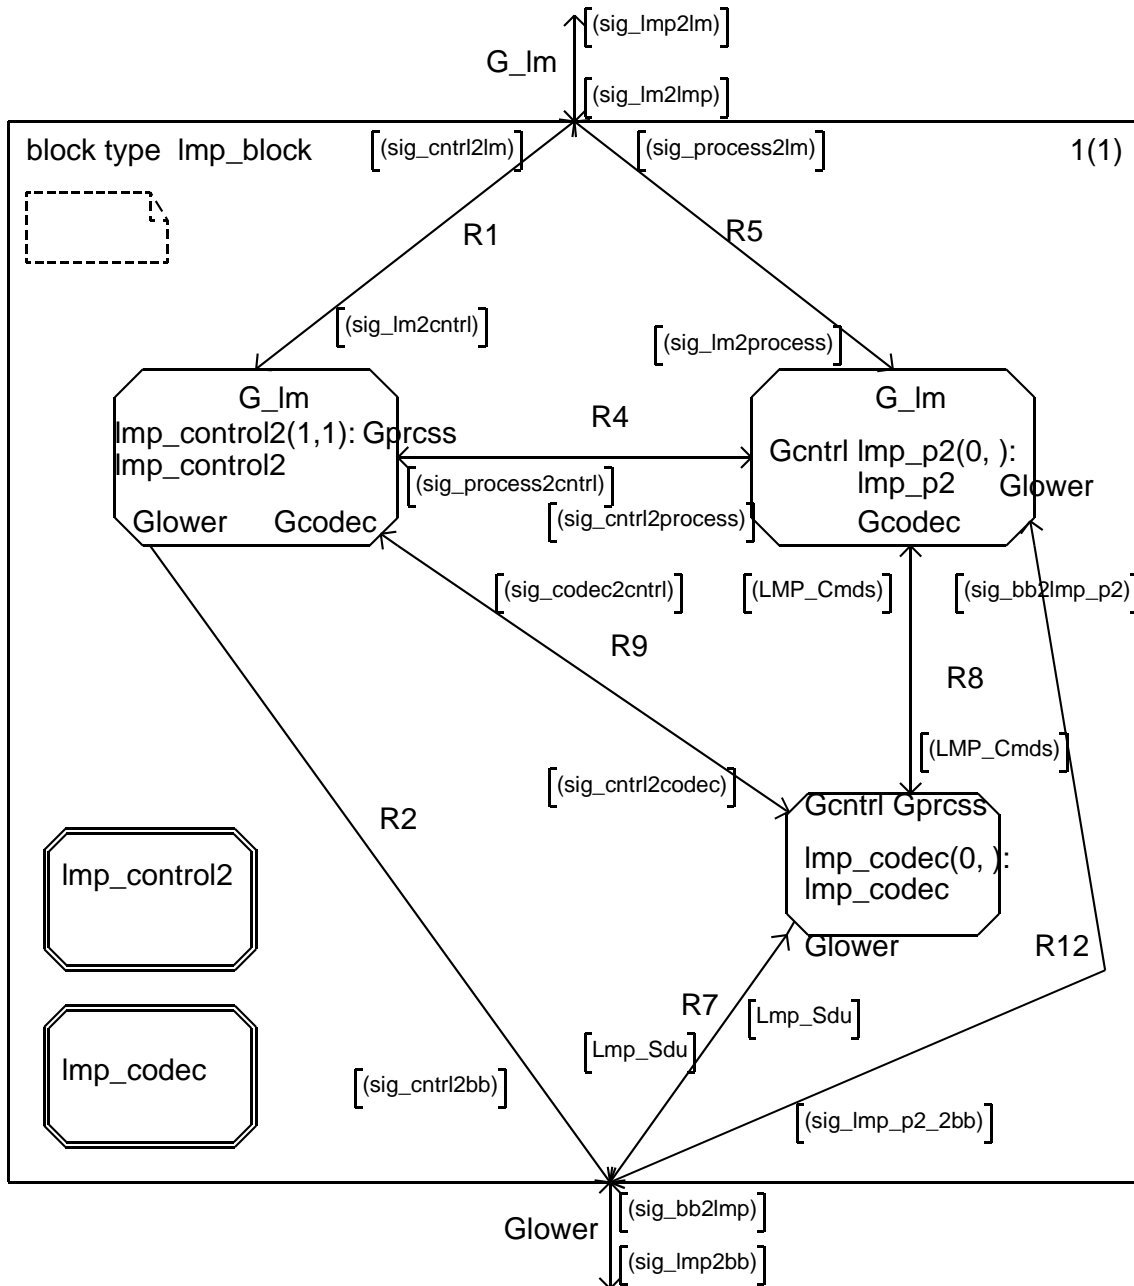 (sig_lmp2lm)
G_lm
(sig_lm2lmp)
block type lmp_block
(sig_cntrl2lm)
(sig_process2lm)
1(1)
R1
R5
(sig_lm2cntrl)
(sig_lm2process)
G_lm
lmp_control2(1,1): Gprcss
lmp_control2
Glower
Gcodec
R4
(sig_process2cntrl)
(sig_cntrl2process)
G_lm
Gcntrl lmp_p2(0, ):
lmp_p2
Glower
Gcodec
(sig_codec2cntrl)
(LMP_Cmds)
(sig_bb2lmp_p2)
R9
R8
(LMP_Cmds)
(sig_cntrl2codec)
R2
Gcntrl Gprcss
lmp_codec(0, ):
lmp_codec
Glower
lmp_control2
R12
R7
Lmp_Sdu
Lmp_Sdu
lmp_codec
(sig_cntrl2bb)
(sig_lmp_p2_2bb)
Glower
(sig_bb2lmp)
(sig_lmp2bb)